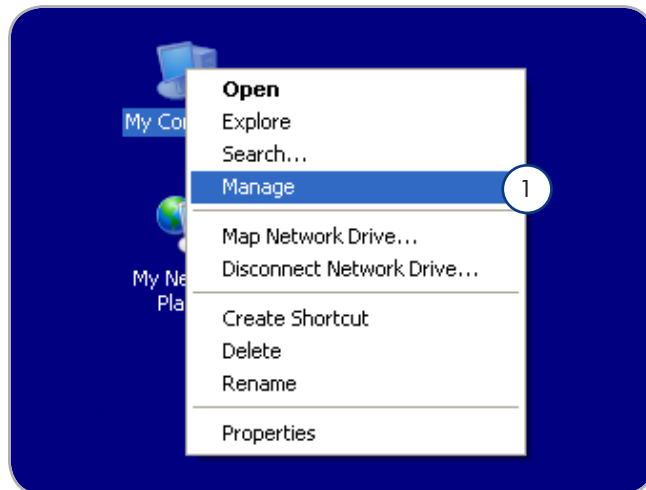 Open
My Co
Explore
Search...
Manage
1
Map Network Drive...
My Ne
Disconnect Network Drive...
Pla
Create Shortcut
Delete
Rename
Properties